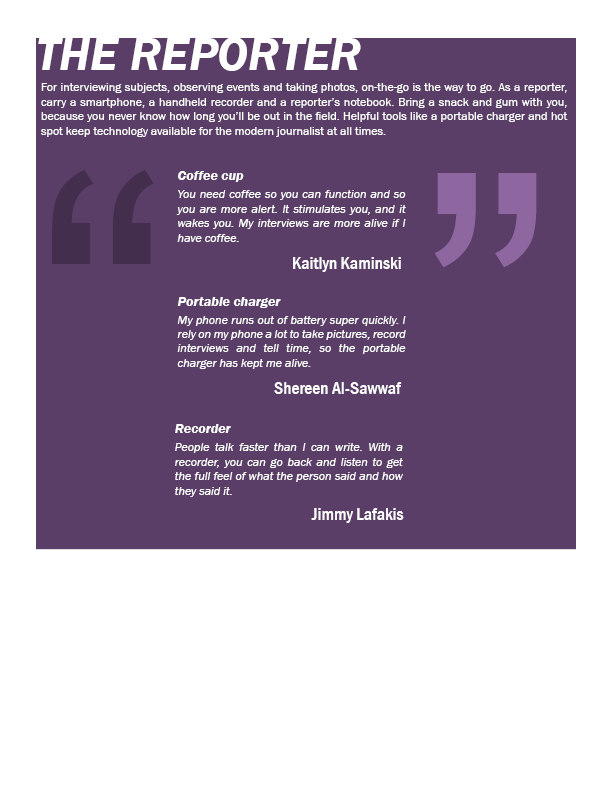 THE REPORTER
For interviewing subjects, observing events and taking photos, on-the-go is the way to go. As a reporter,
carry a smartphone, a handheld recorder and a reporter's notebook. Bring a snack and gum with you,
because you never know how long you'll be out in the field. Helpful tools like a portable charger and hot
spot keep technology available for the modern journalist at all times.
“ ”
Coffee cup
You need coffee so you can function and so
you are more alert. It stimulates you, and it
wakes you. My interviews are more alive if I
have coffee.
Kaitlyn Kaminski
Portable charger
My phone runs out of battery super quickly. I
rely on my phone a lot to take pictures, record
interviews and tell time, so the portable
charger has kept me alive.
Shereen Al-Sawwaf
Recorder
People talk faster than I can write. With a
recorder, you can go back and listen to get
the full feel of what the person said and how
they said it.
Jimmy Lafakis